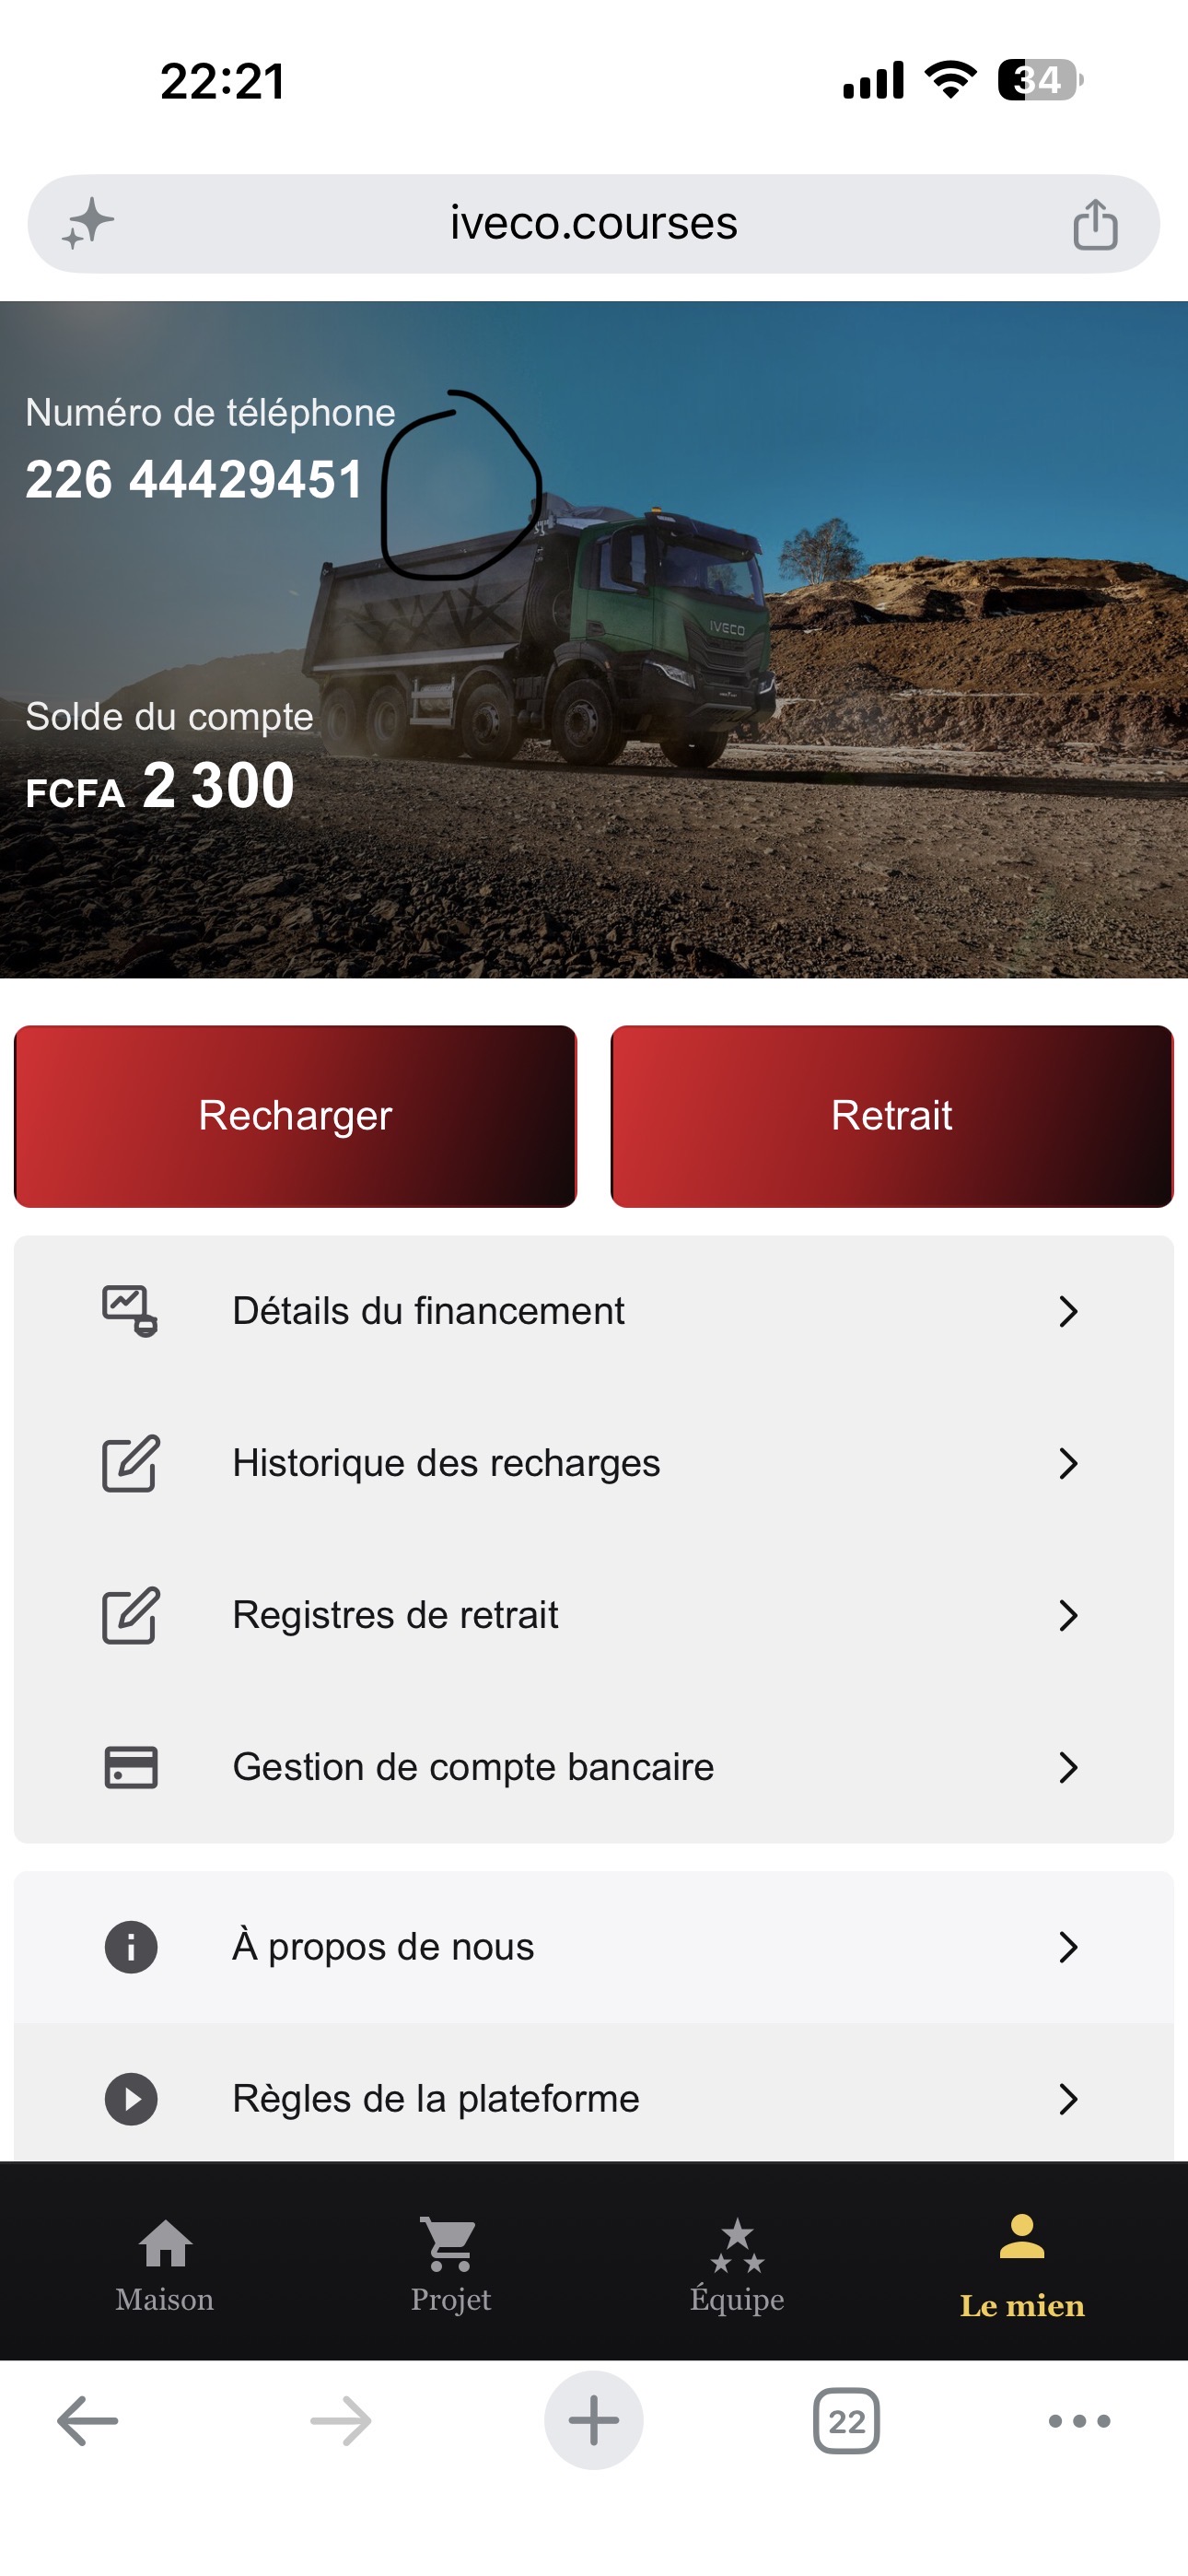 22:21
34
iveco.courses
Numéro de téléphone
226 44429451
IVECO
Solde du compte
FCFA 2 300
Recharger
Retrait
Détails du financement
Historique des recharges
Registres de retrait
Gestion de compte bancaire
À propos de nous
Règles de la plateforme
Maison
Projet
Équipe
Le mien
22